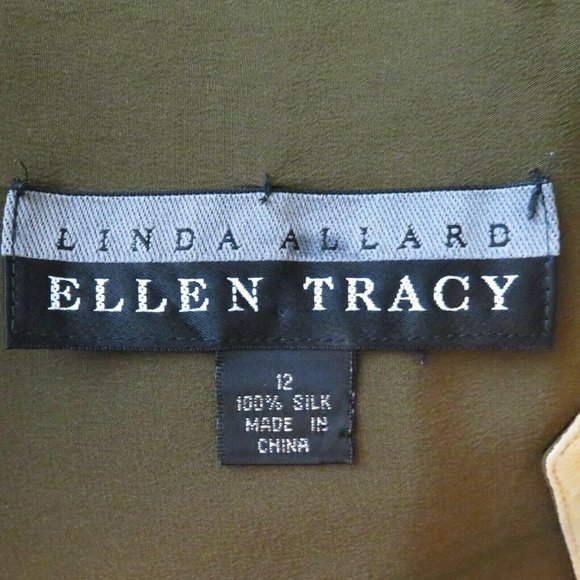 LINDA ALLARD
ELLEN TRACY
12
100% SILK
MADE IN
CHINA